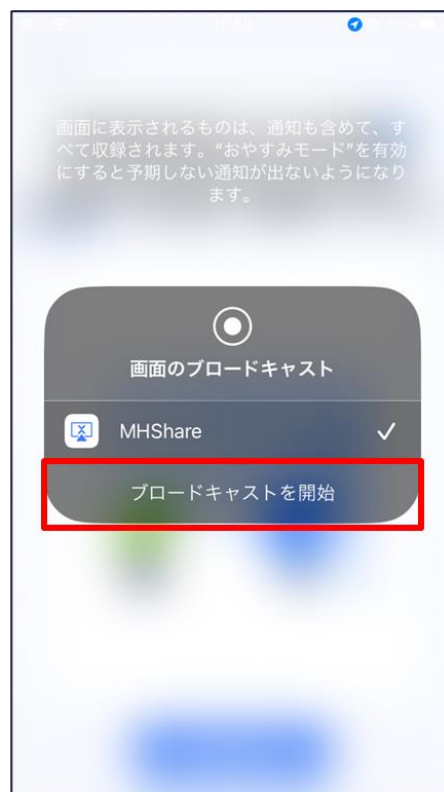 画面に表示されるものは、通知も含めて、す
べて収録されます。“おやすみモード”を有効
にすると予期しない通知が出ないようになり
ます。
画面のブロードキャスト
MHShare
ブロードキャストを開始